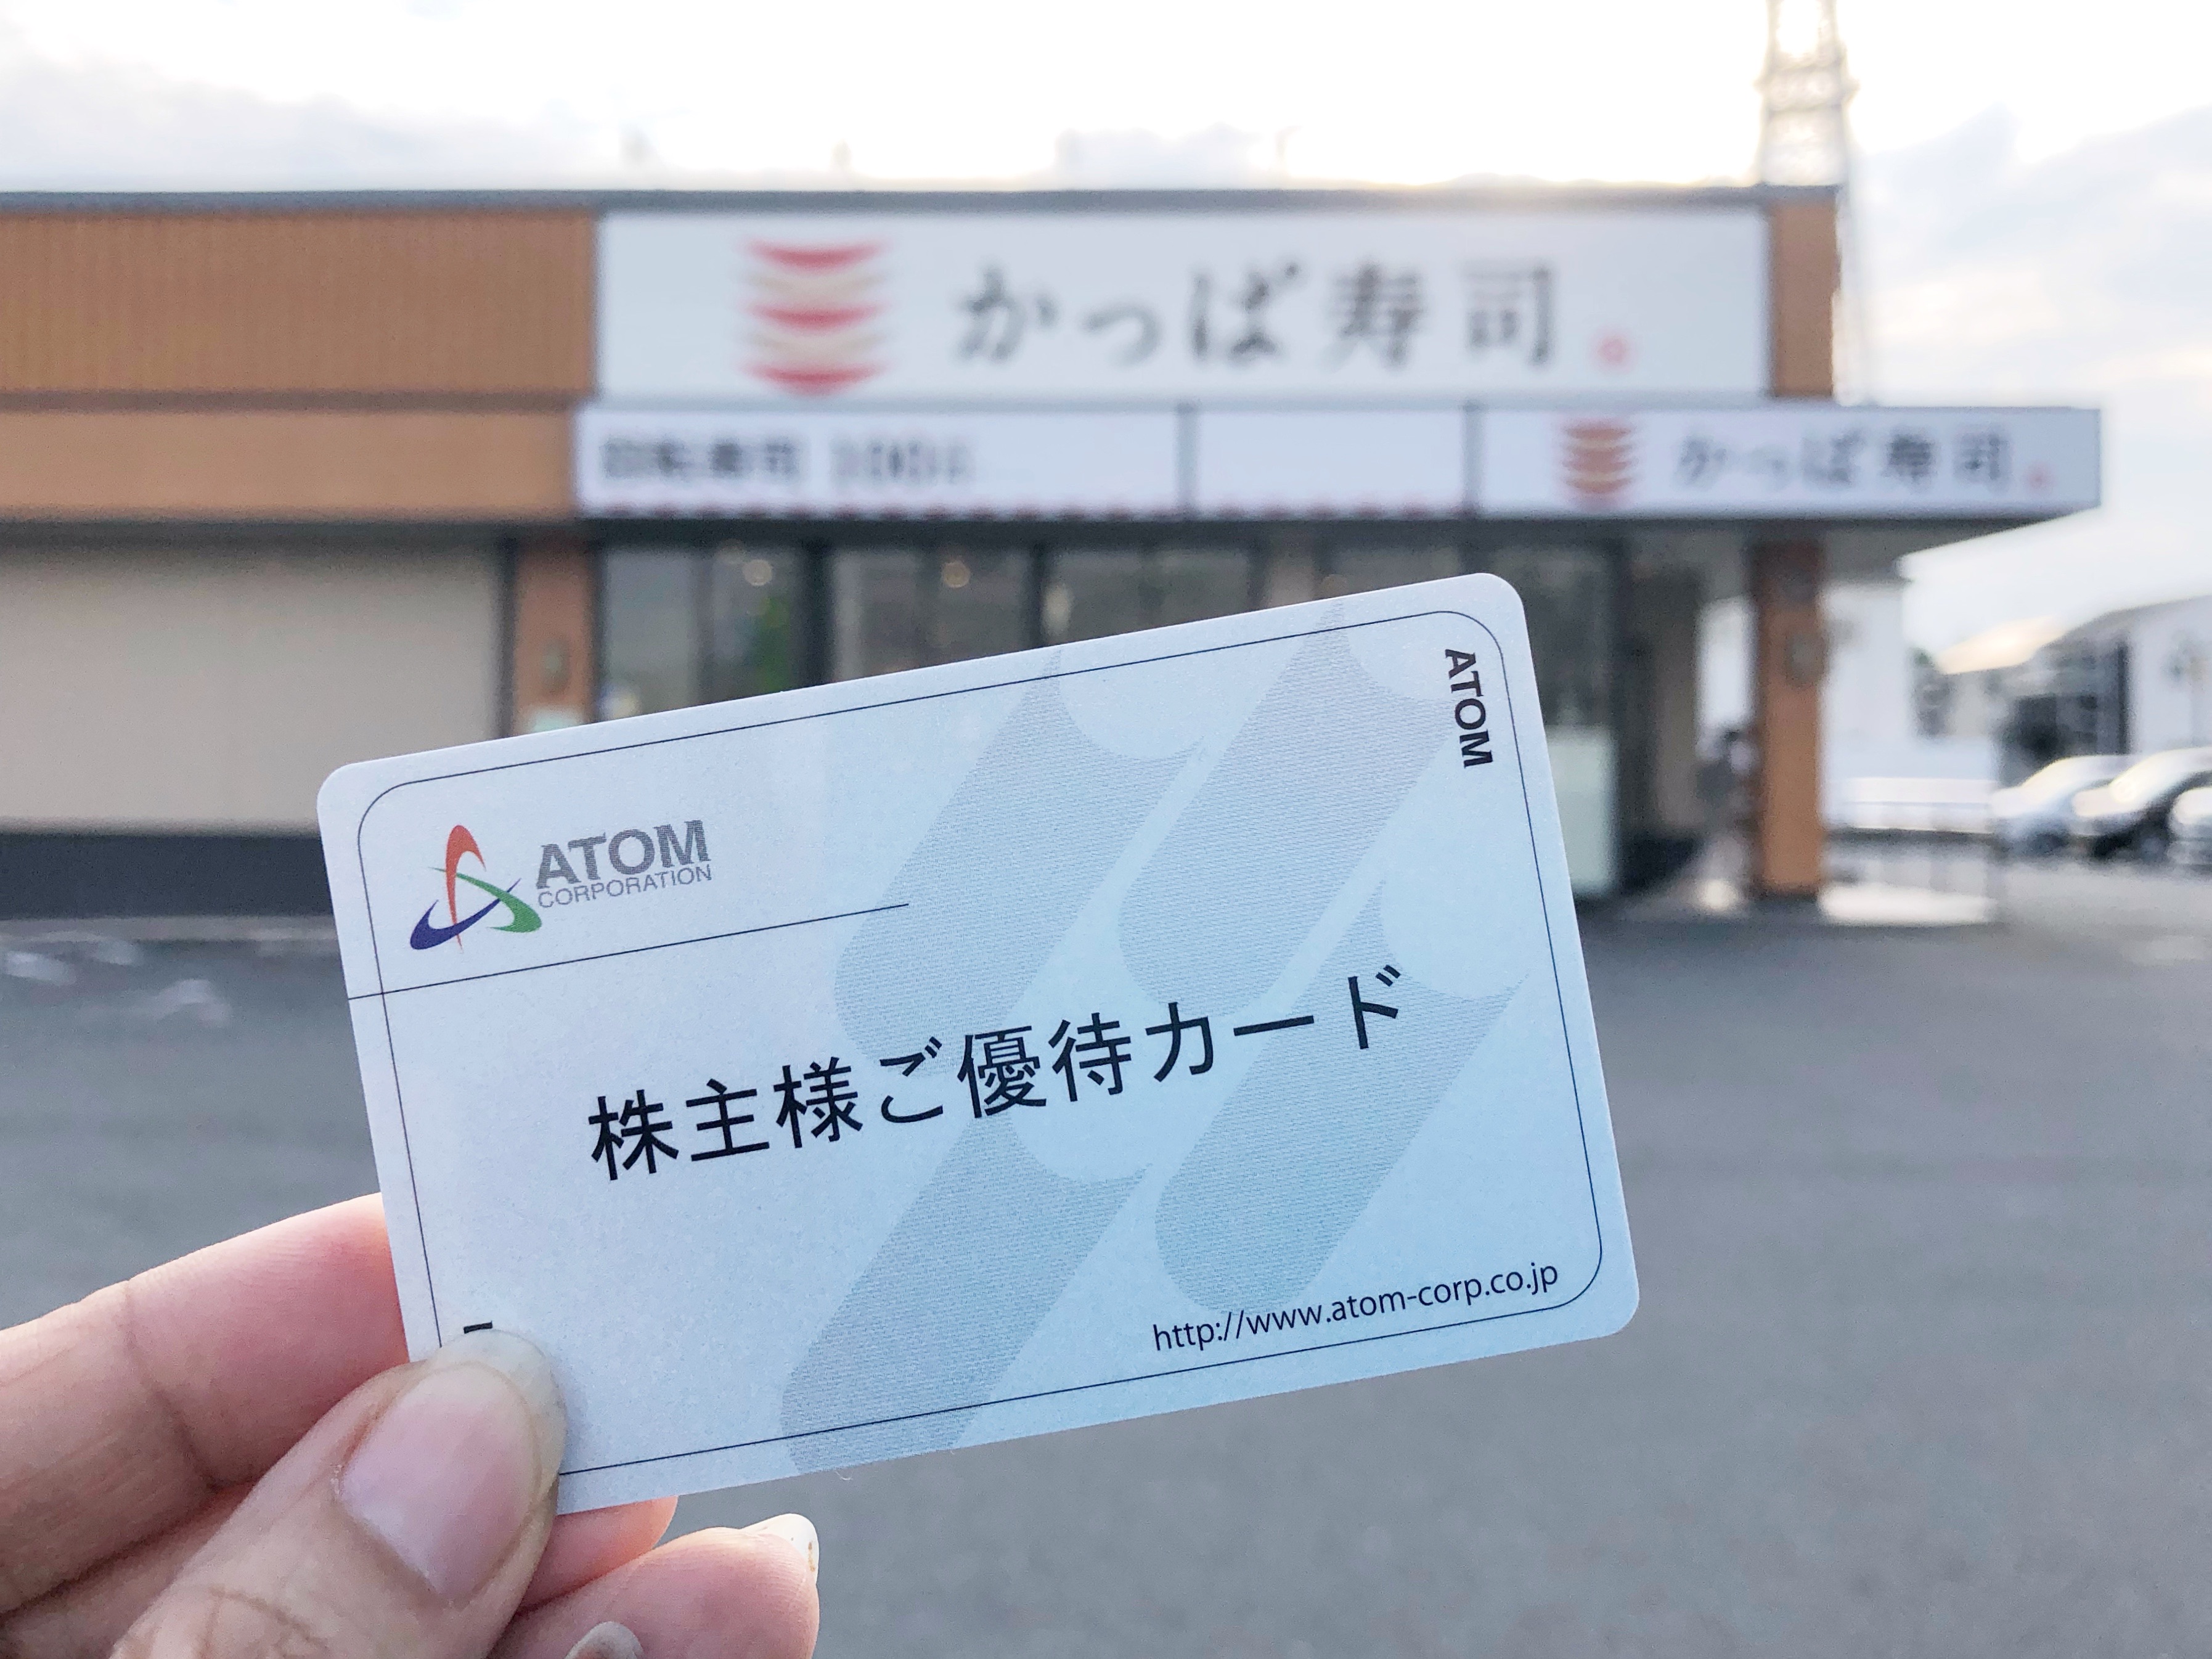 かっぱ寿司
回転寿司
かっぱ寿司
ATOM
ATOM
CORPORATION
株主様ご優待カード
http://www.atom-corp.co.jp